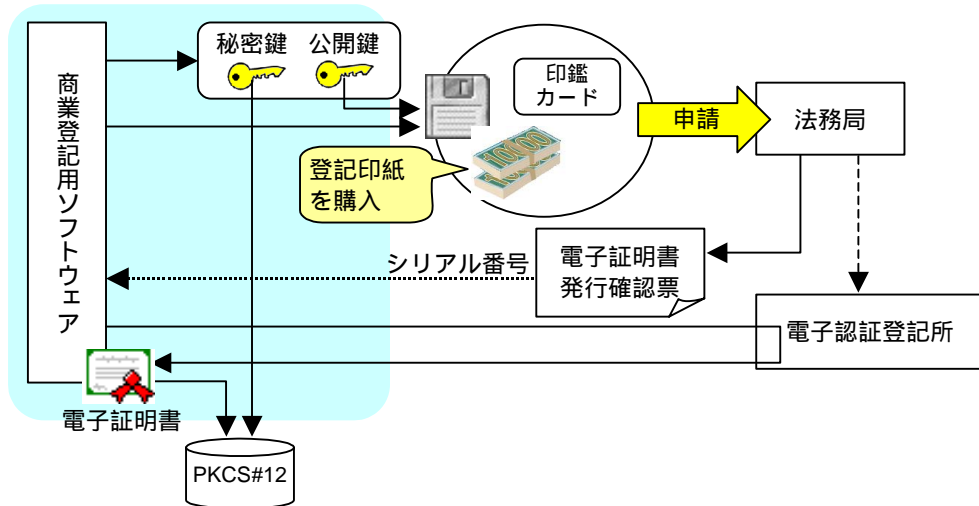 商業登記用ソフトウェア
秘密鍵
公開鍵
印鑑
カード
申請
法務局
登記印紙
を購入
シリアル番号
電子証明書
発行確認票
電子認証登記所
電子証明書
PKCS#12